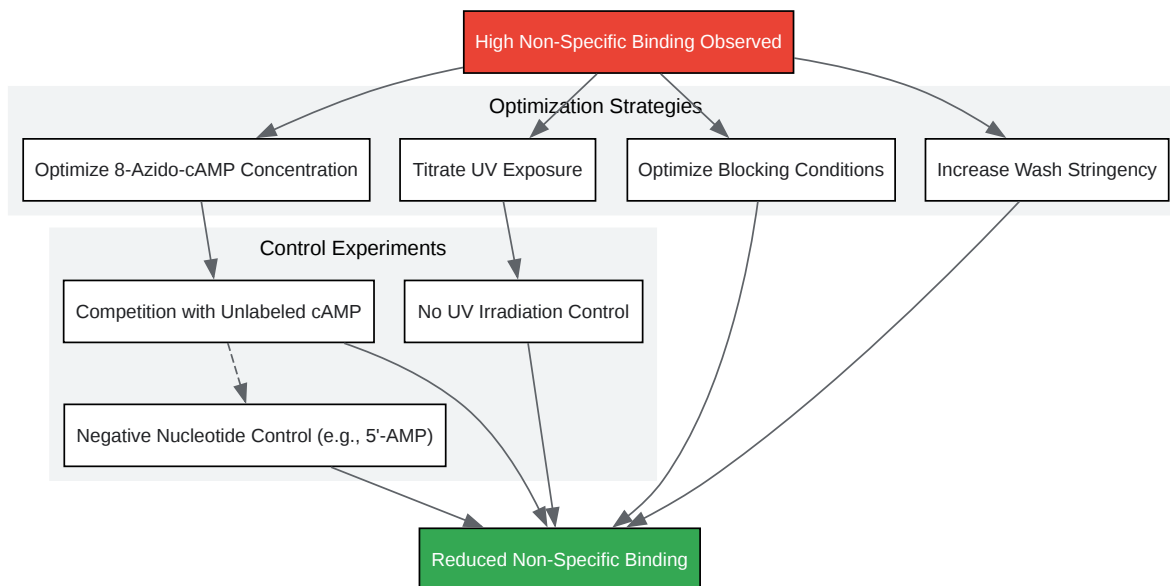 High Non-Specific Binding Observed
Optimization Strategies
Optimize 8-Azido-cAMP Concentration
Titrate UV Exposure
Optimize Blocking Conditions
Increase Wash Stringency
Control Experiments
Competition with Unlabeled cAMP
No UV Irradiation Control
Negative Nucleotide Control (e.g., 5'-AMP)
Reduced Non-Specific Binding